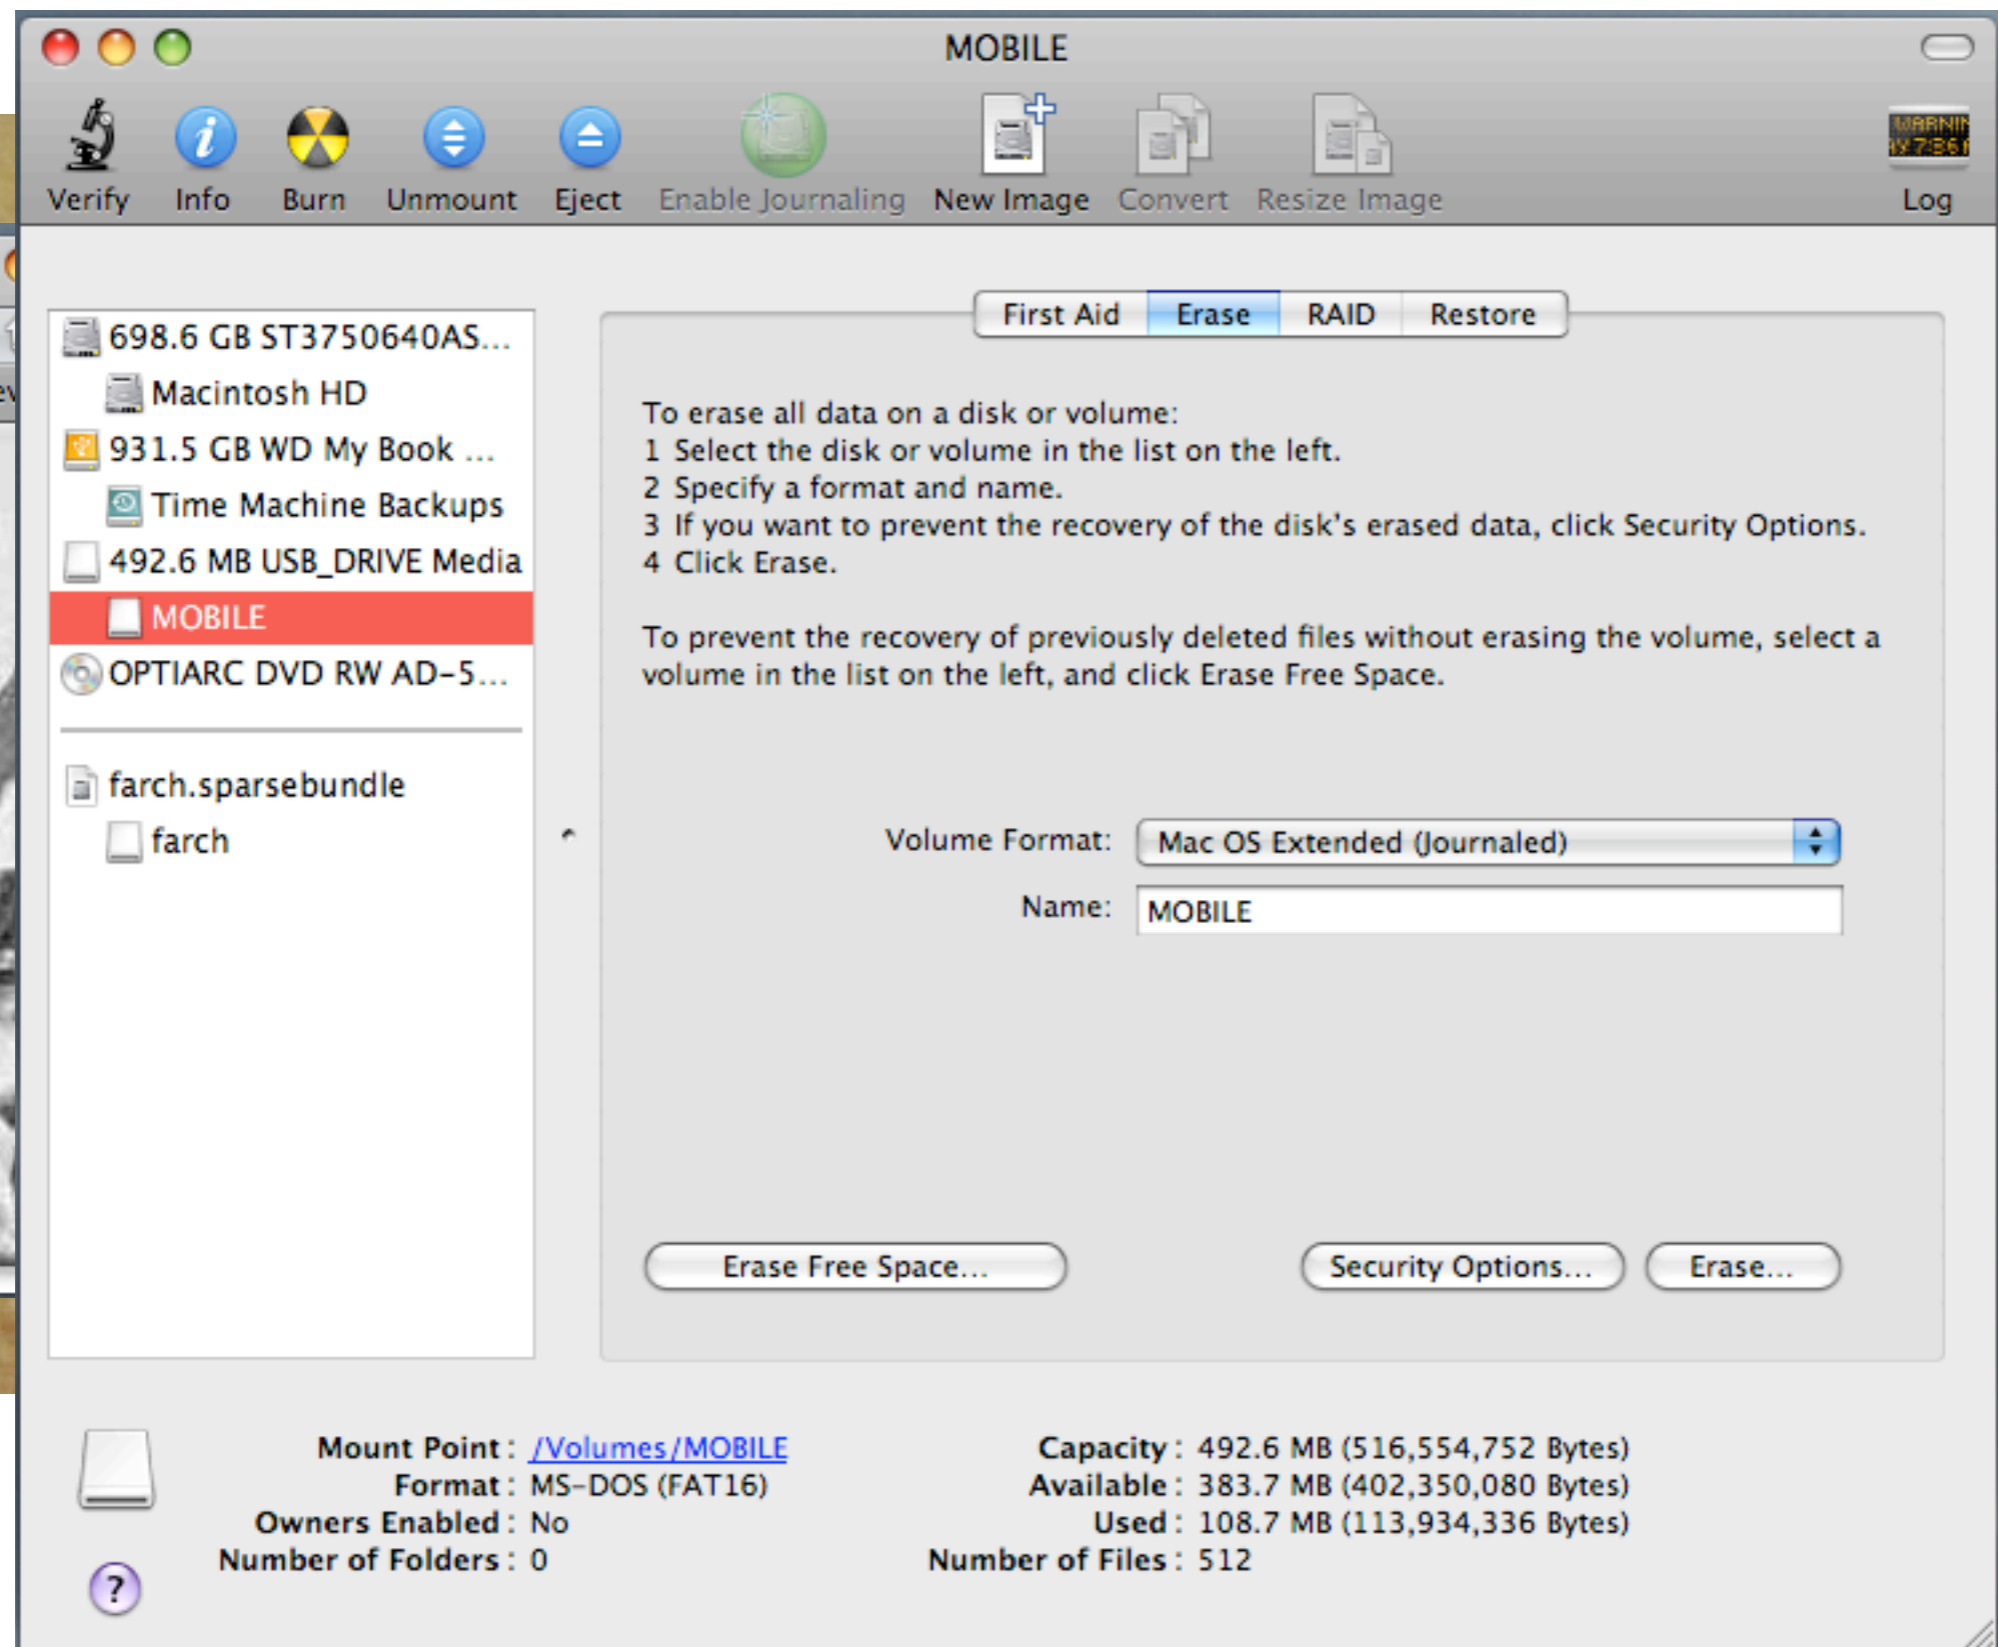 MOBILE
Verify Info Burn Unmount Eject Enable Journaling New Image Convert Resize Image Log
698.6 GB ST3750640AS...
Macintosh HD
931.5 GB WD My Book ...
Time Machine Backups
492.6 MB USB_DRIVE Media
MOBILE
OPTIARC DVD RW AD-5...
farch.sparsebundle
farch
First Aid Erase RAID Restore
To erase all data on a disk or volume:
1 Select the disk or volume in the list on the left.
2 Specify a format and name.
3 If you want to prevent the recovery of the disk's erased data, click Security Options.
4 Click Erase.
To prevent the recovery of previously deleted files without erasing the volume, select a
volume in the list on the left, and click Erase Free Space.
Volume Format: Mac OS Extended (Journaled)
Name: MOBILE
Erase Free Space... Security Options... Erase...
Mount Point : /Volumes/MOBILE
Format : MS-DOS (FAT16)
Owners Enabled : No
Number of Folders : 0
Capacity : 492.6 MB (516,554,752 Bytes)
Available : 383.7 MB (402,350,080 Bytes)
Used : 108.7 MB (113,934,336 Bytes)
Number of Files : 512
?